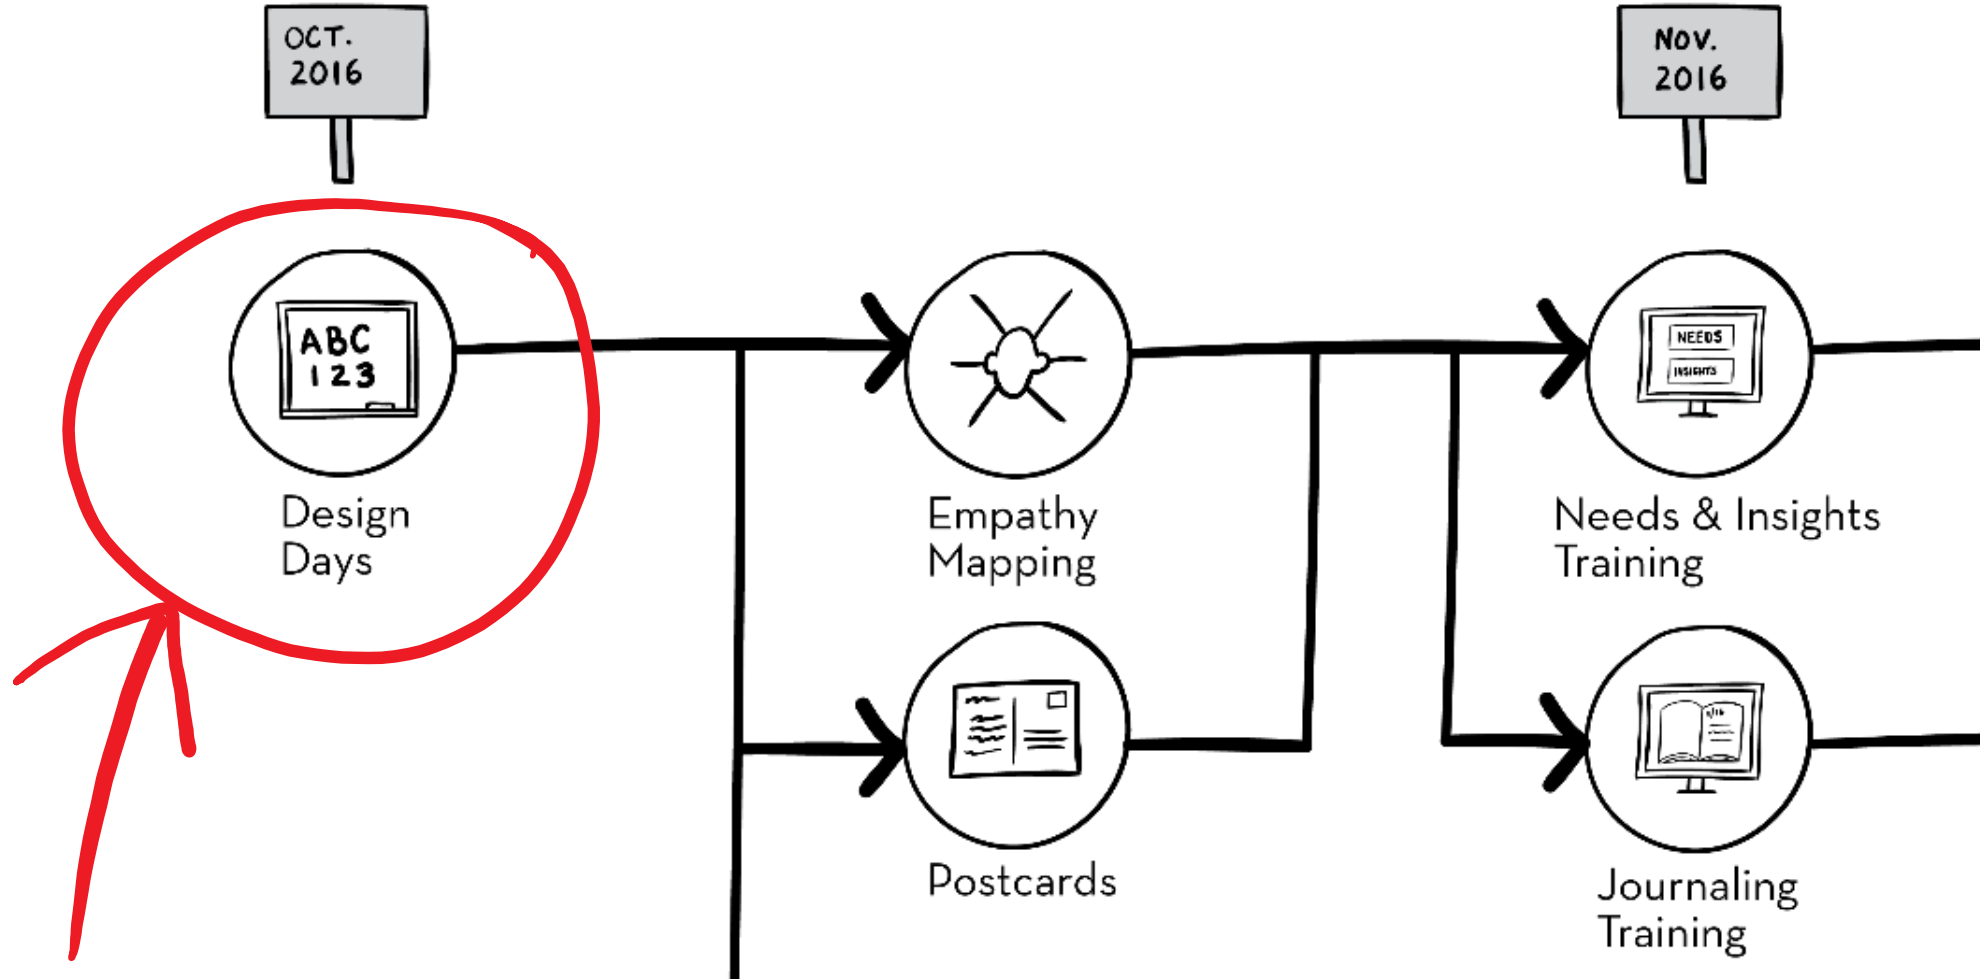 OCT.
2016
NOV.
2016
ABC
123
NEEDS
INSIGHTS
Design
Days
Empathy
Mapping
Needs & Insights
Training
Postcards
Journaling
Training